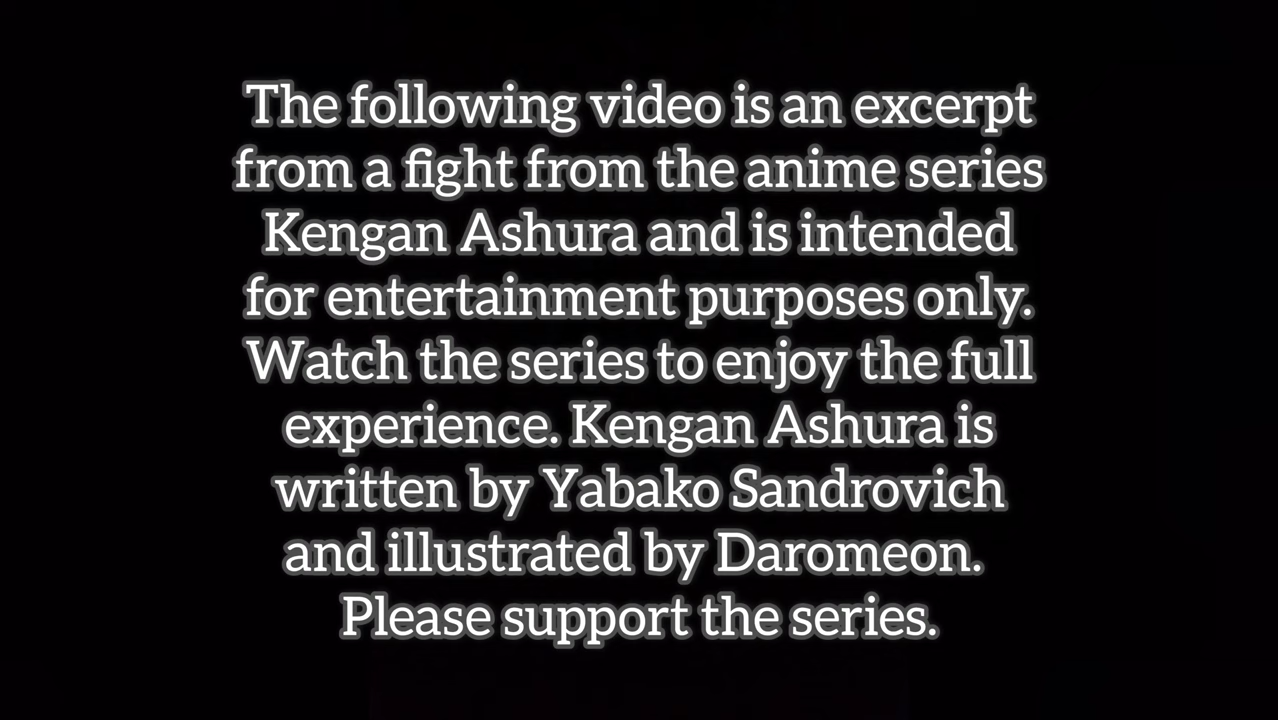 The following video is an excerpt
from a fight from the anime series
Kengan Ashura and is intended
for entertainment purposes only.
Watch the series to enjoy the full
experience. Kengan Ashura is
written by Yabako Sandrovich
and illustrated by Daromeon.
Please support the series.